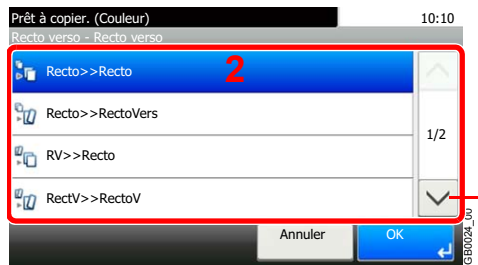 Prêt à copier. (Couleur) 10:10
Recto verso - Recto verso
Recto>>Recto
2
Recto>>RectoVers
1/2
RV>>Recto
RectV>>RectoV
Annuler OK
GB0024_00